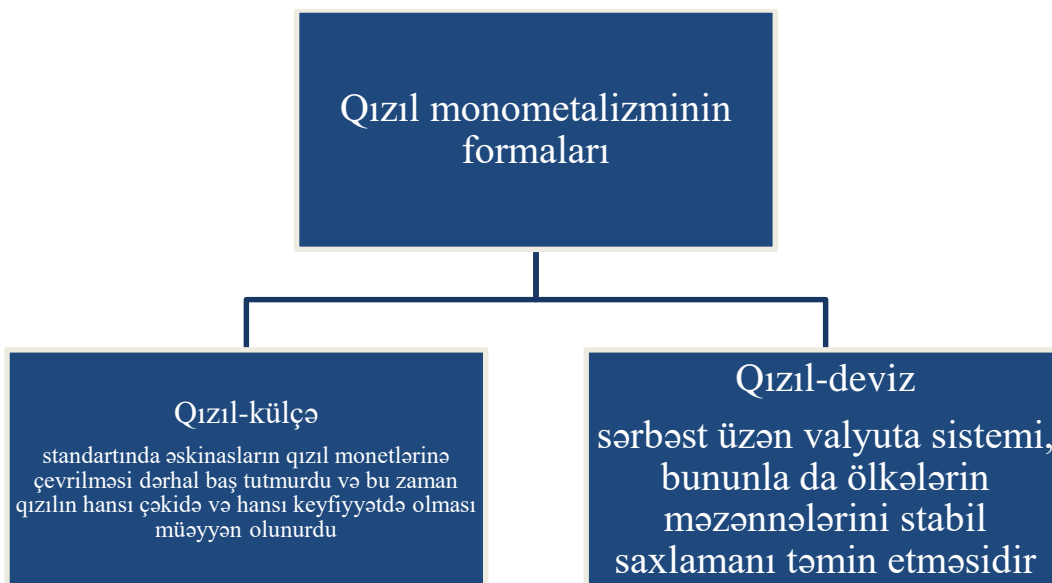 Qızıl monometalizminin
formaları
Qızıl-külçə
standartında əskinasların qızıl monetlərinə
çevrilməsi dərhal baş tutmurdu və bu zaman
qızılın hansı çəkidə və hansı keyfiyyətdə olması
müəyyən olunurdu
Qızıl-deviz
sərbəst üzən valyuta sistemi,
bununla da ölkələrin
məzənnələrini stabil
saxlamanı təmin etməsidir